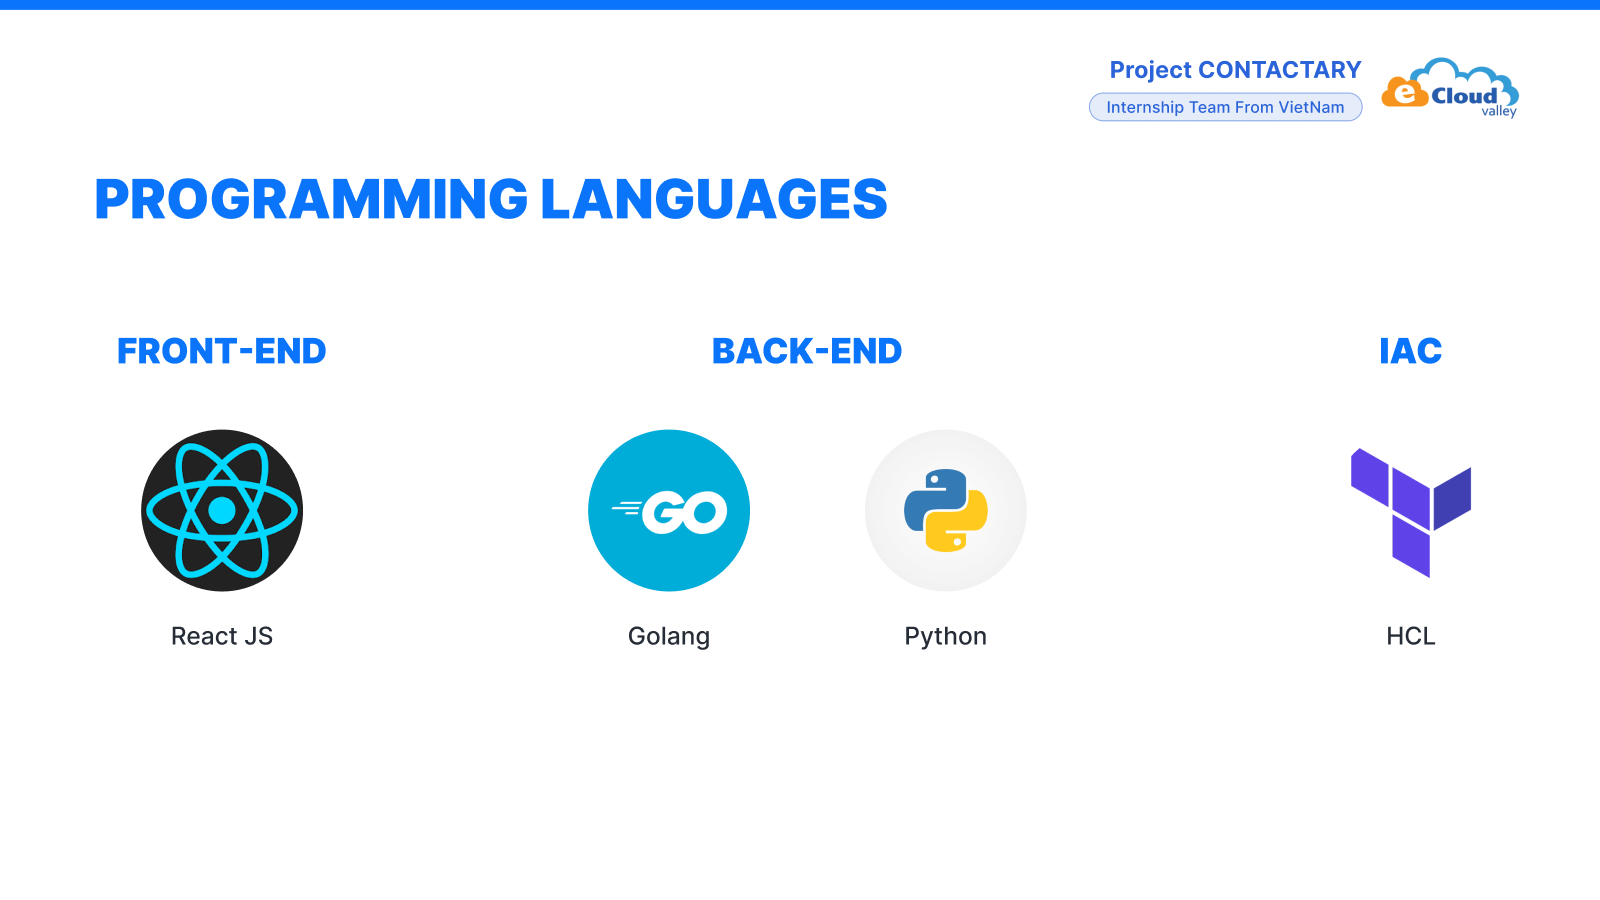 Project CONTACTARY
Internship Team From VietNam
e Cloud
valley
PROGRAMMING LANGUAGES
FRONT-END
BACK-END
IAC
GO
React JS
Golang
Python
HCL